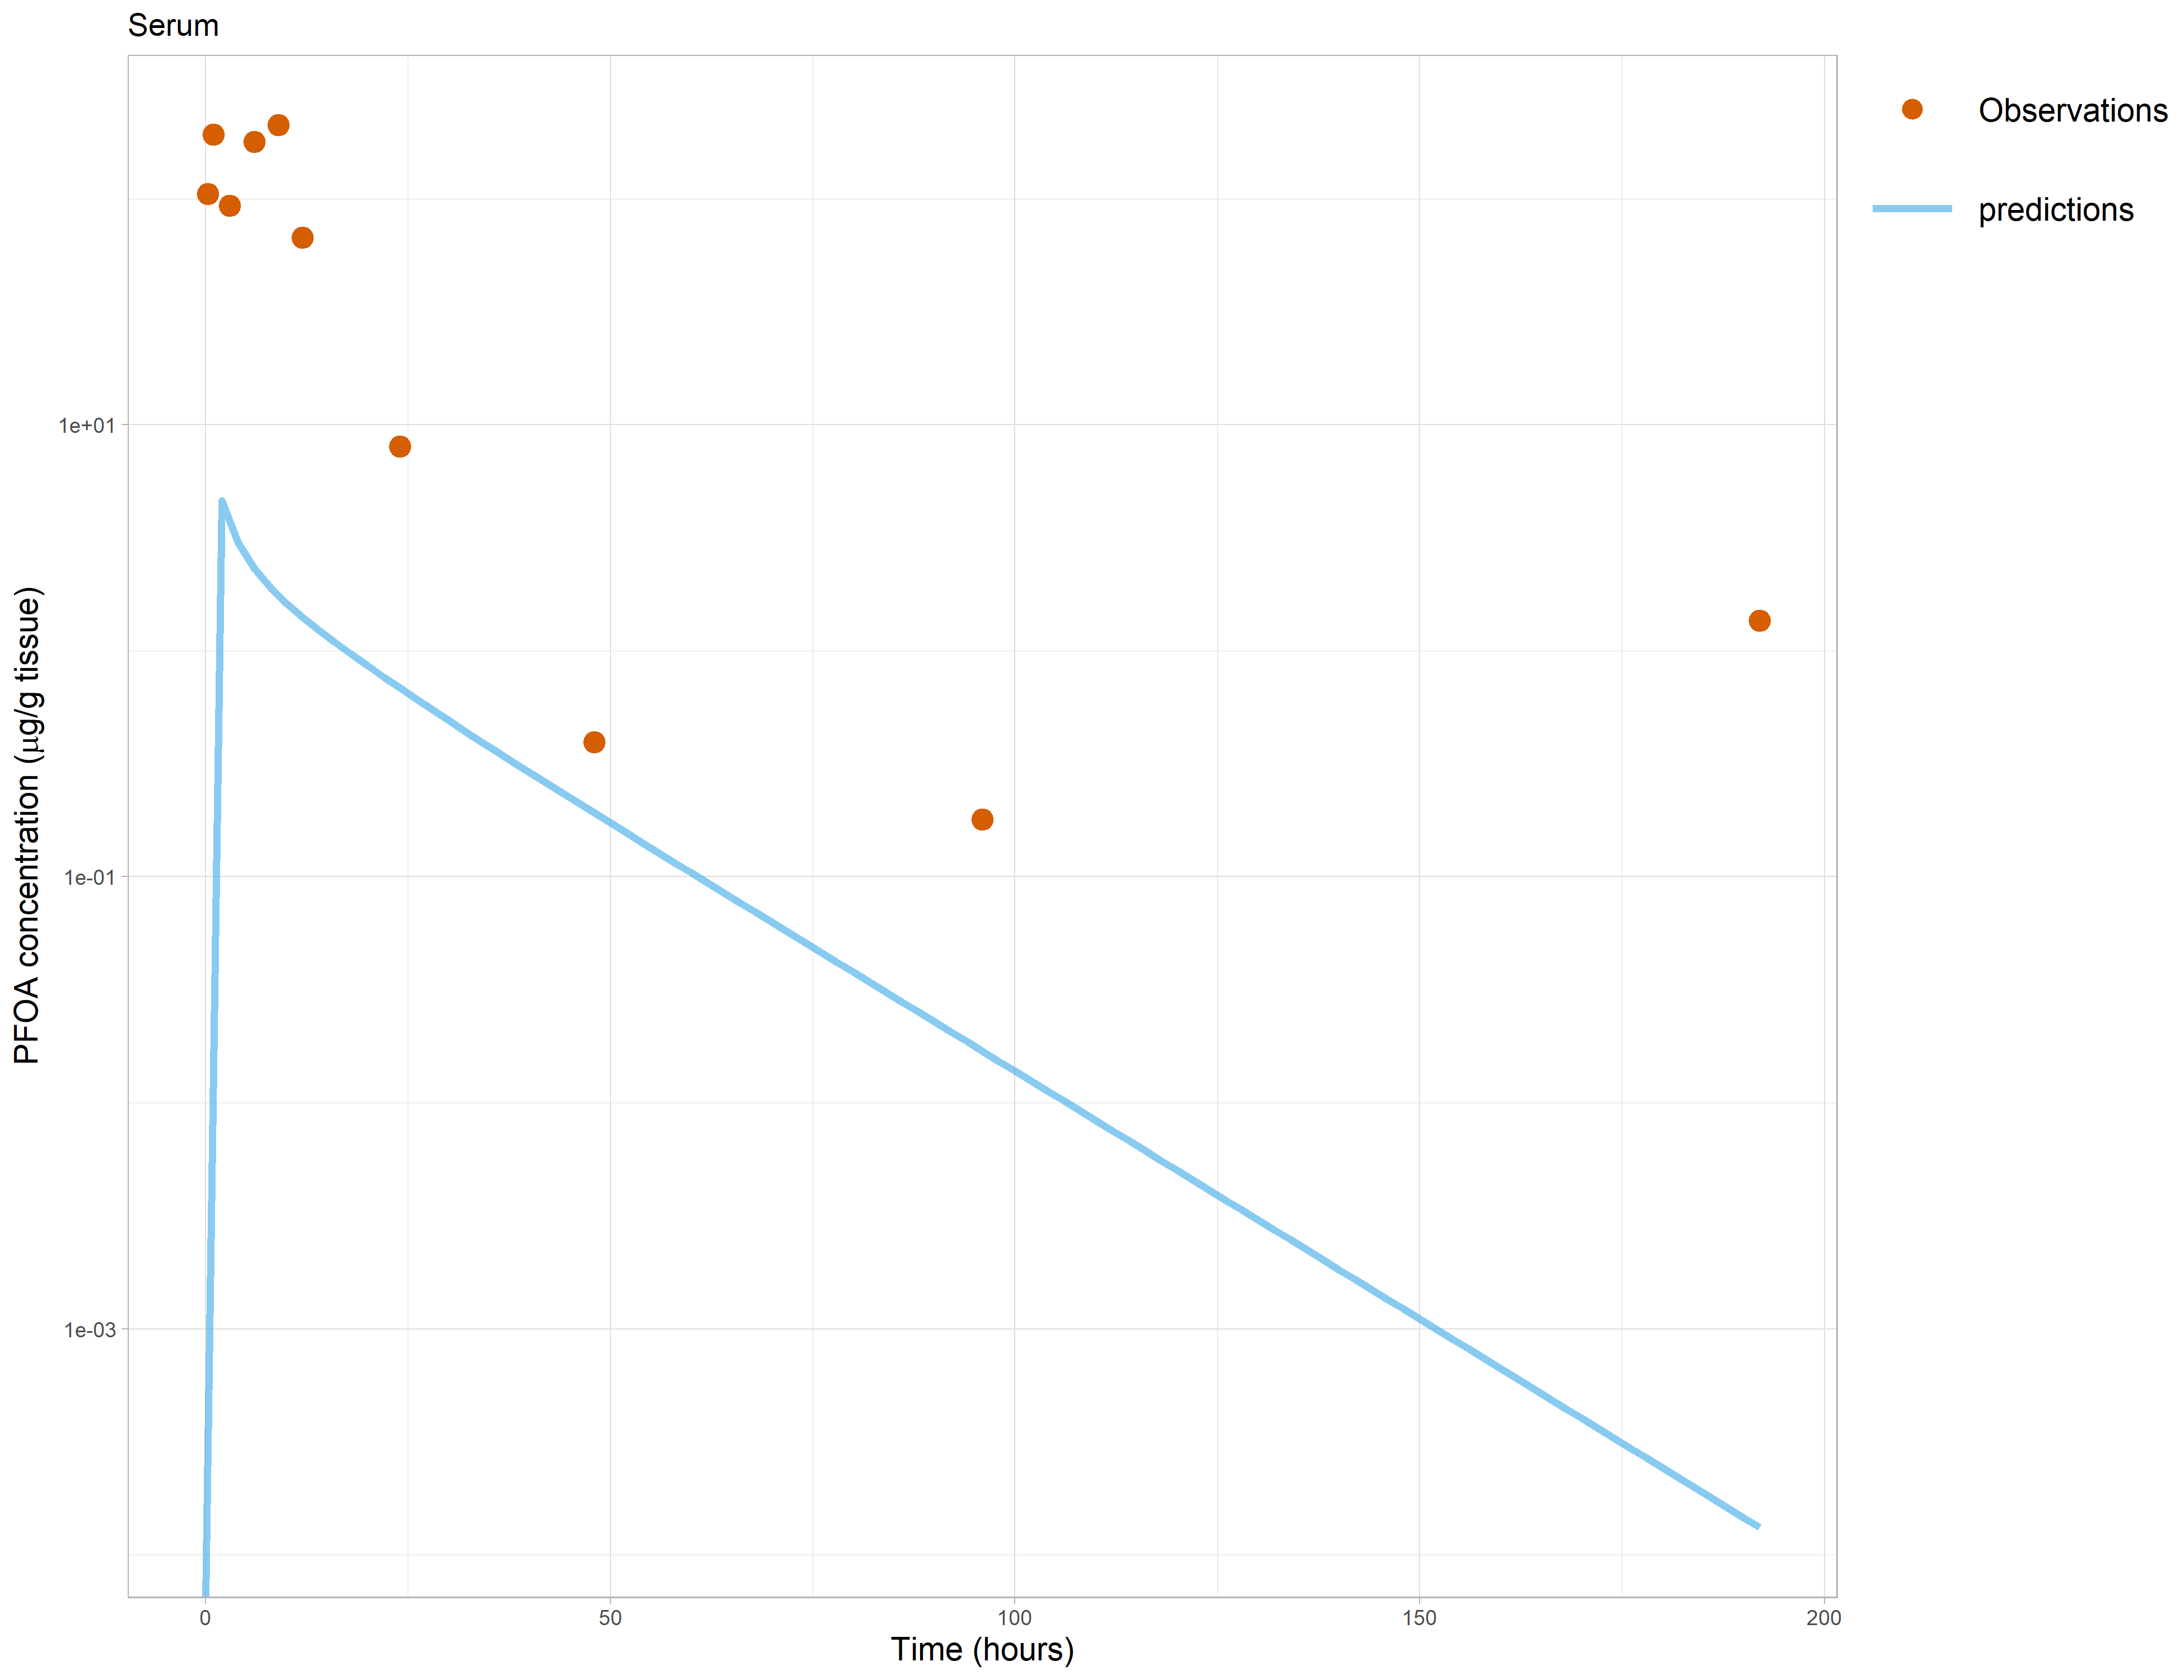 Serum
Observations
predictions
PFOA concentration (μg/g tissue)
1e+01
1e-01
1e-03
0 50 100 150 200
Time (hours)